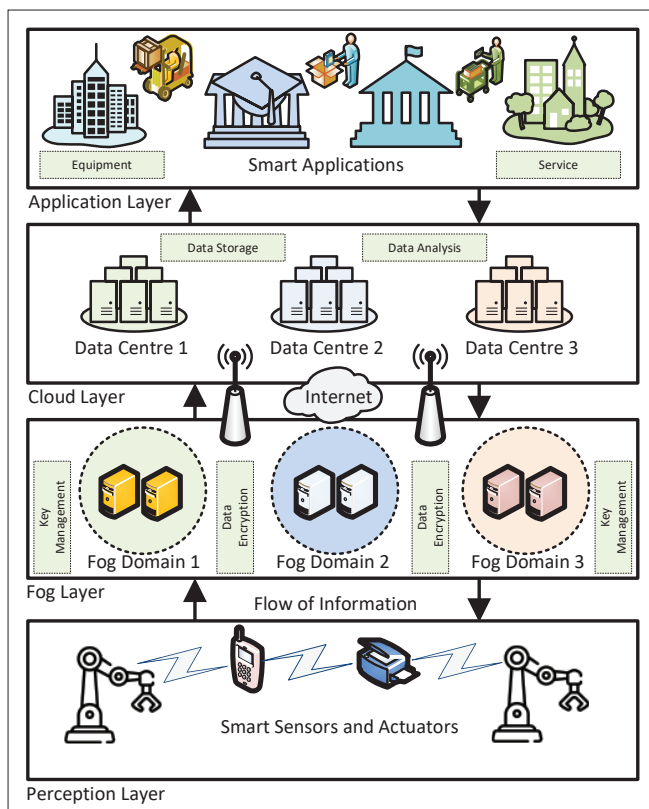 Equipment
Smart Applications
Service
Application Layer
Data Storage
Data Analysis
Data Centre 1
Data Centre 2
Data Centre 3
Cloud Layer
Internet
Key
Management
Data
Encryption
Data
Encryption
Key
Management
Fog Domain 1
Fog Domain 2
Fog Domain 3
Fog Layer
Flow of Information
Smart Sensors and Actuators
Perception Layer